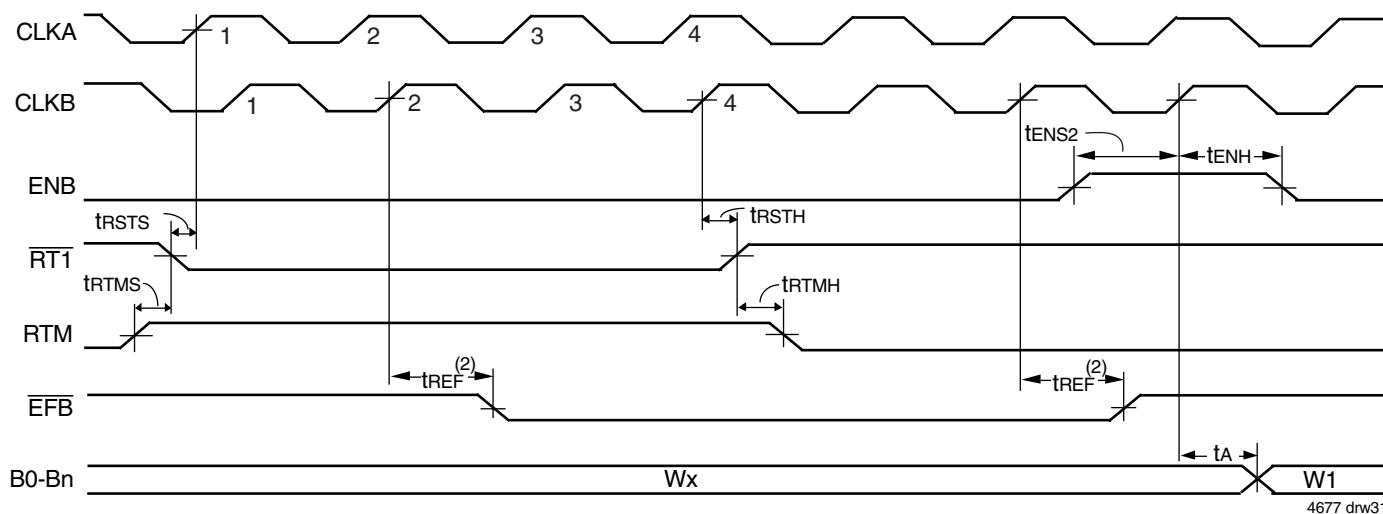 CLKA 1 2 3 4
CLKB 1 2 3 4
tENS2 tENH
ENB
tRSTS tRSTH
RT1
tRTMS tRTMH
RTM
tREF(2) tREF(2)
EFB
tA
B0-Bn Wx W1
4677 drw31